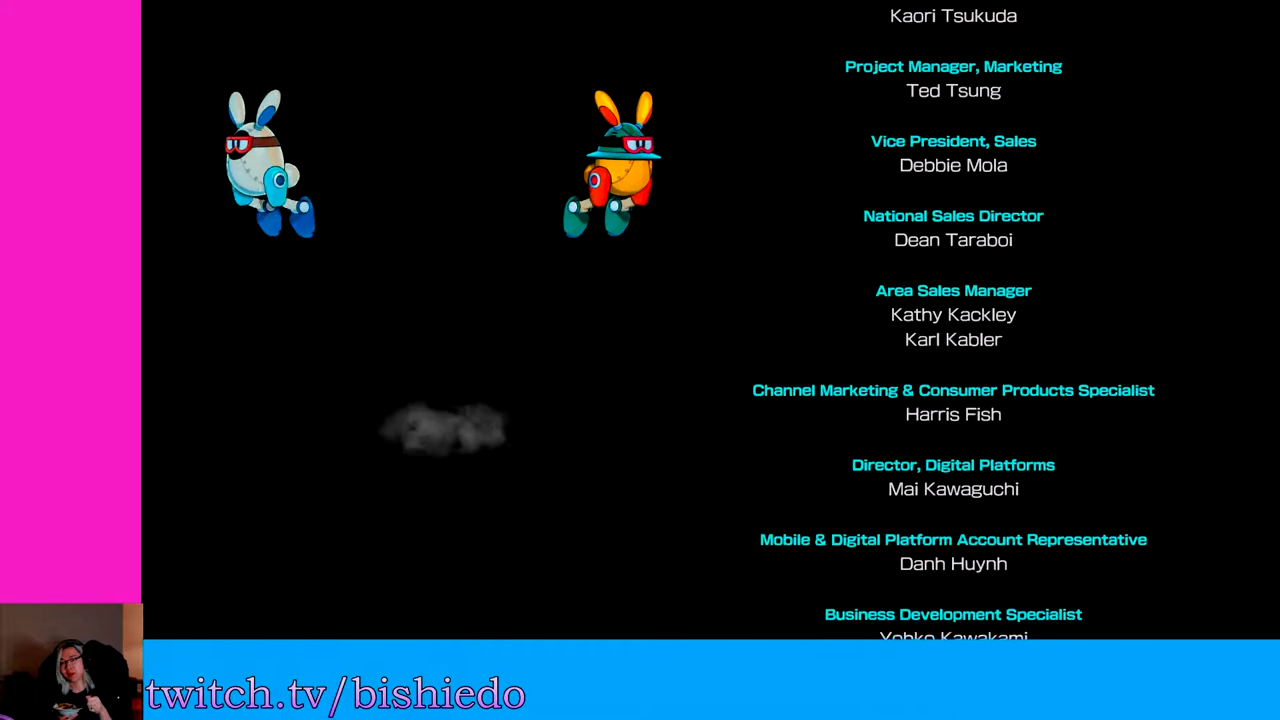 Kaori Tsukuda
Project Manager, Marketing
Ted Tsung
Vice President, Sales
Debbie Mola
National Sales Director
Dean Taraboi
Area Sales Manager
Kathy Kackley
Karl Kabler
Channel Marketing & Consumer Products Specialist
Harris Fish
Director, Digital Platforms
Mai Kawaguchi
Mobile & Digital Platform Account Representative
Danh Huynh
Business Development Specialist
Yohko Kawakami
twitch.tv/bishiedo